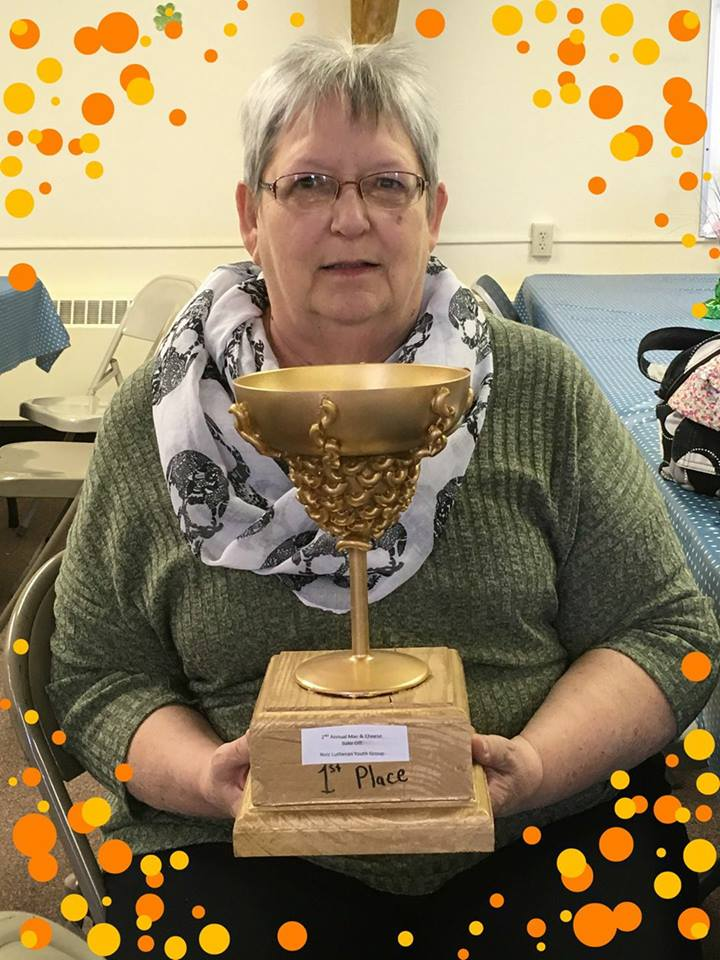 2nd Annual Mac & Cheese
Bake Off!
Lutheran Youth Group
1st Place